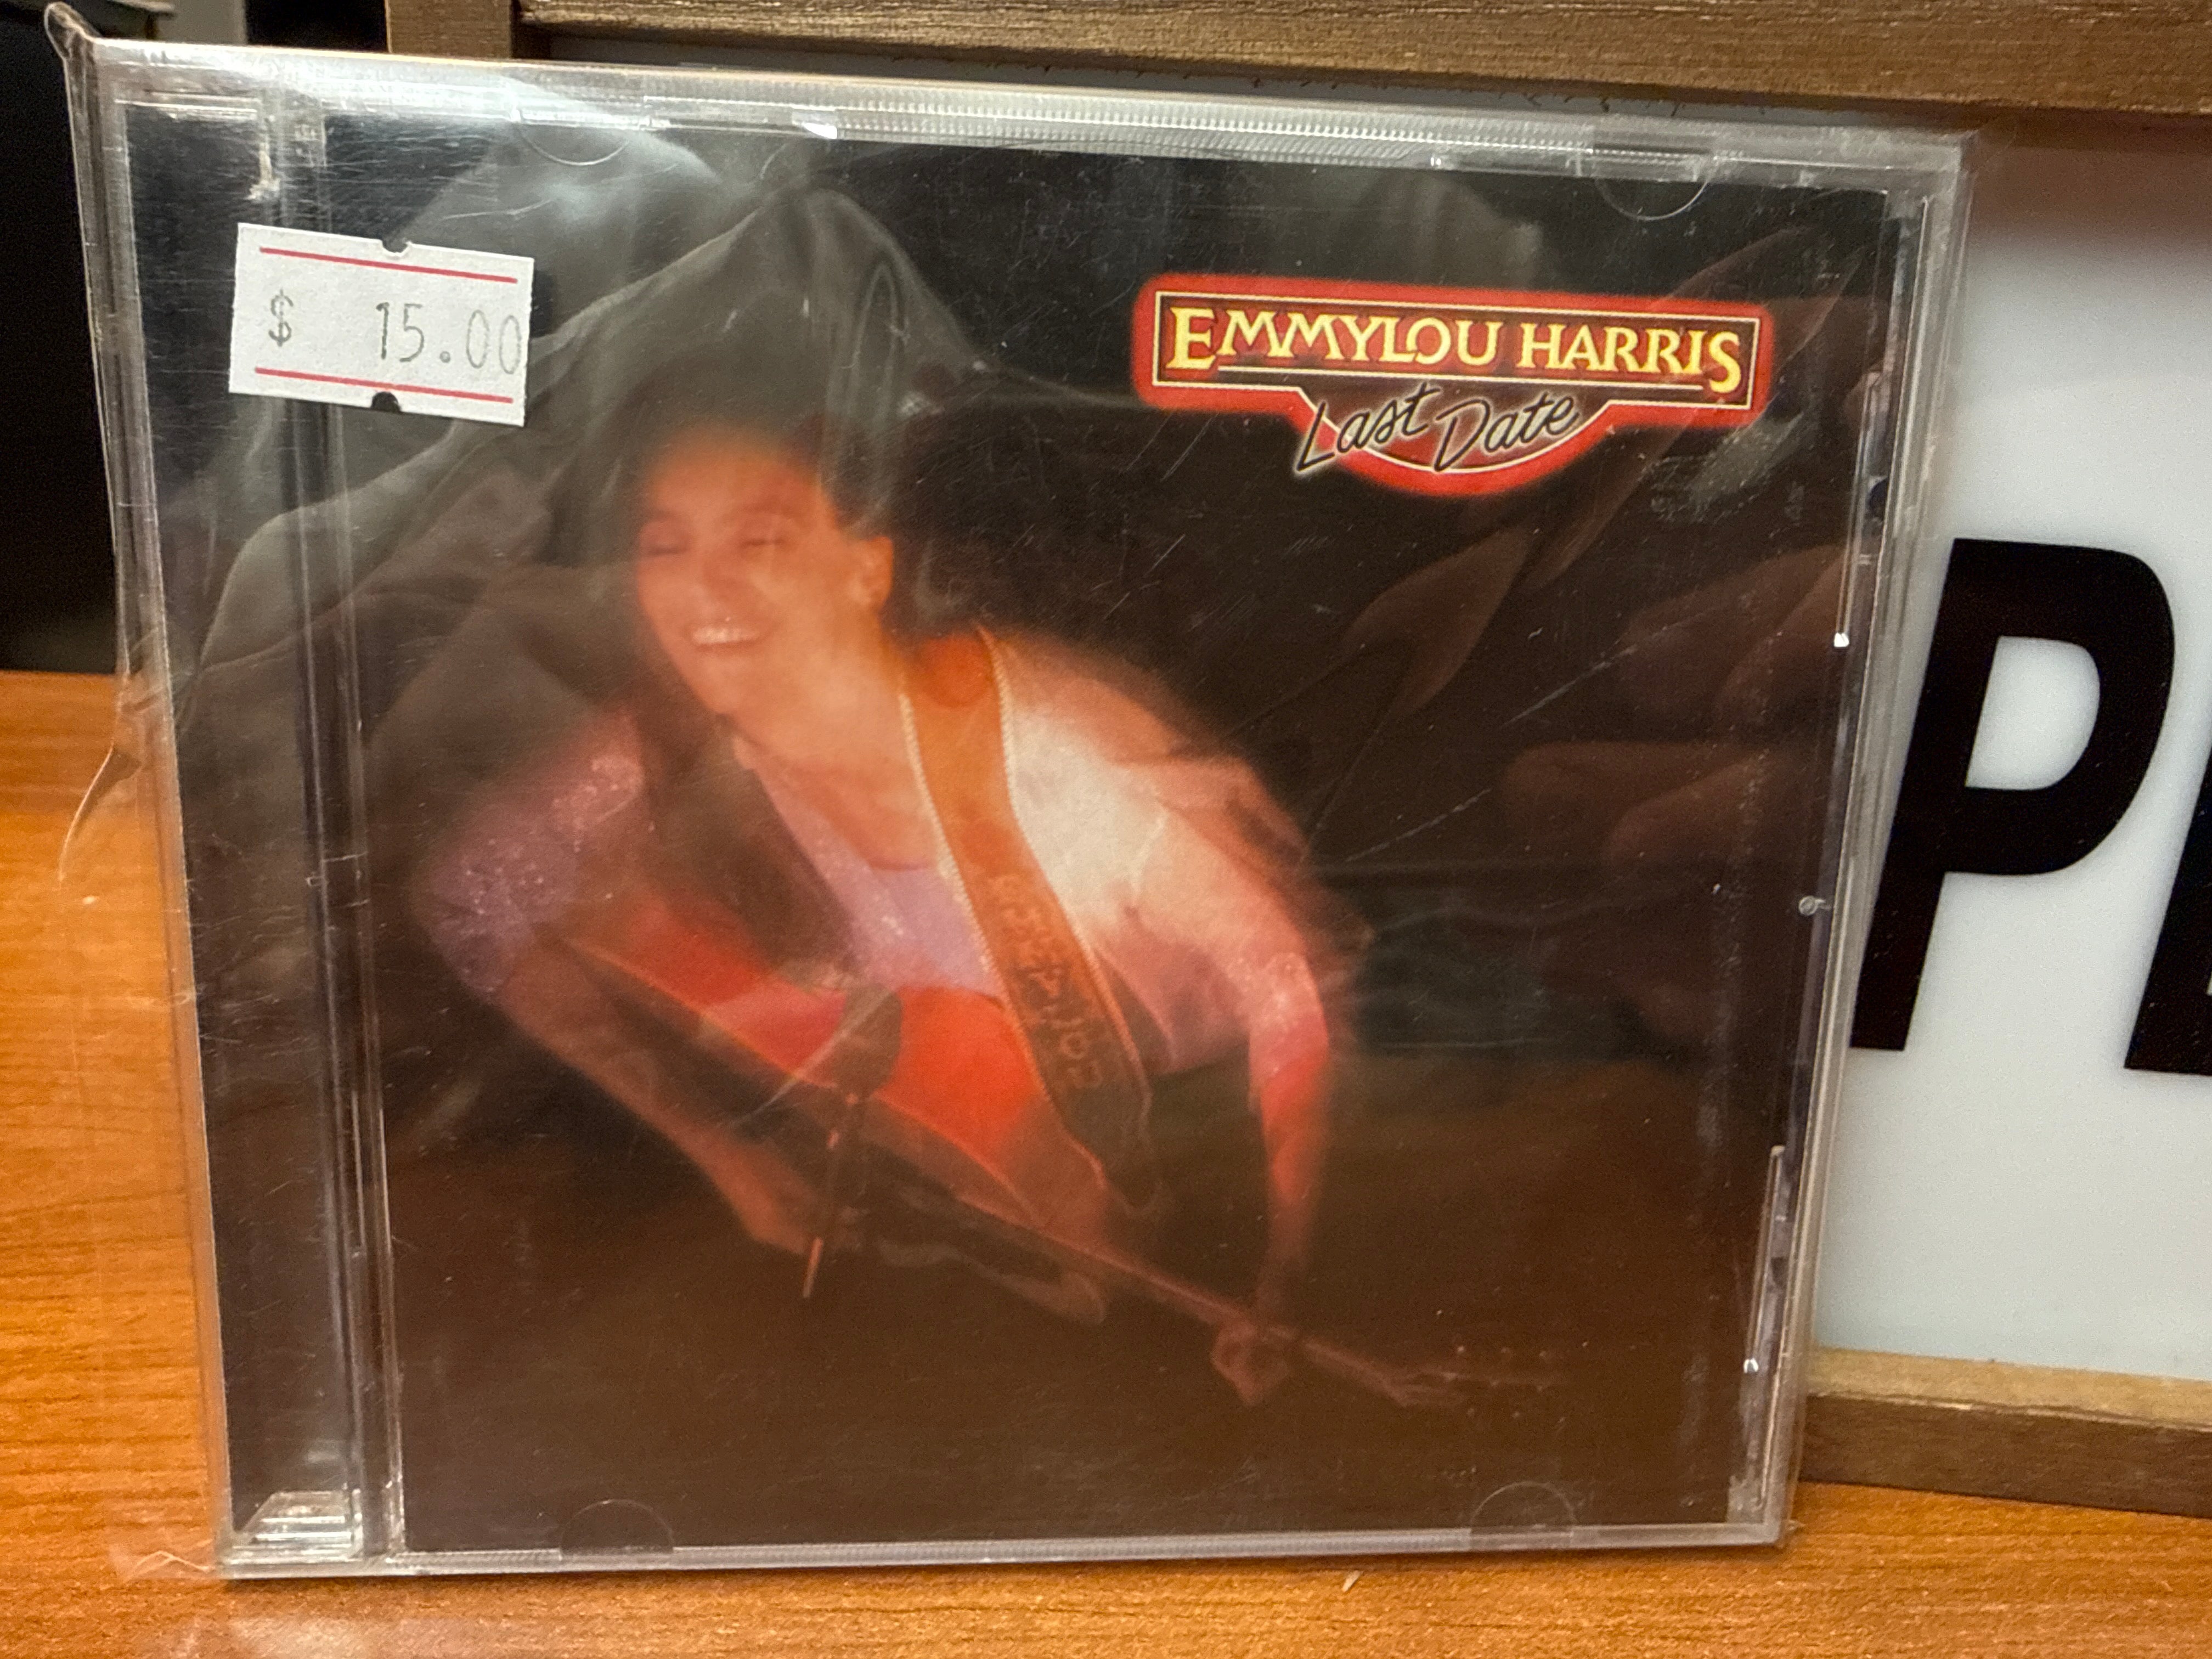 $ 15.00
EMMYLOU HARRIS
Last Date
P